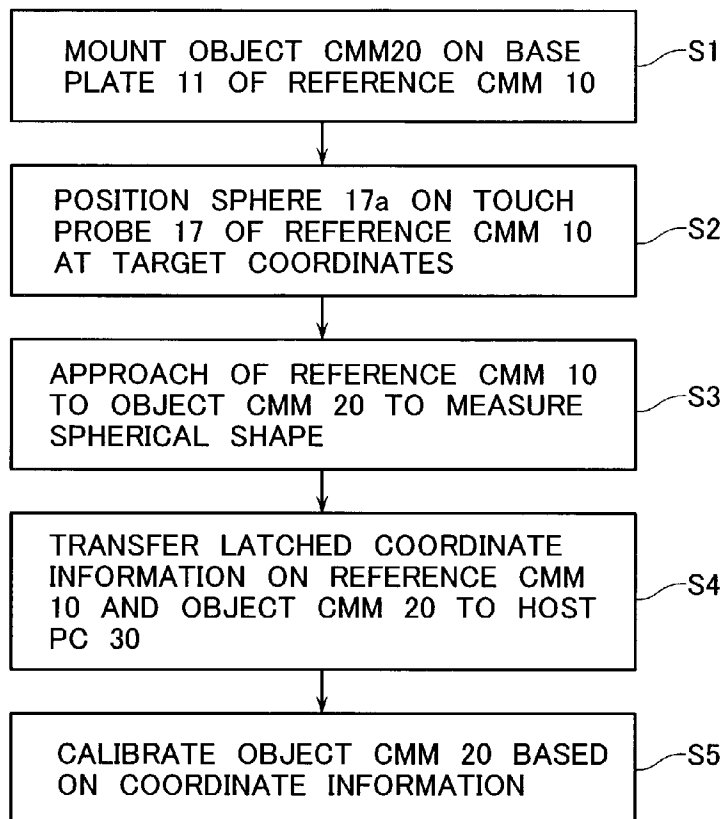 MOUNT OBJECT CMM20 ON BASE
PLATE 11 OF REFERENCE CMM 10
S1
POSITION SPHERE 17a ON TOUCH
PROBE 17 OF REFERENCE CMM 10
AT TARGET COORDINATES
S2
APPROACH OF REFERENCE CMM 10
TO OBJECT CMM 20 TO MEASURE
SPHERICAL SHAPE
S3
TRANSFER LATCHED COORDINATE
INFORMATION ON REFERENCE CMM
10 AND OBJECT CMM 20 TO HOST
PC 30
S4
CALIBRATE OBJECT CMM 20 BASED
ON COORDINATE INFORMATION
S5